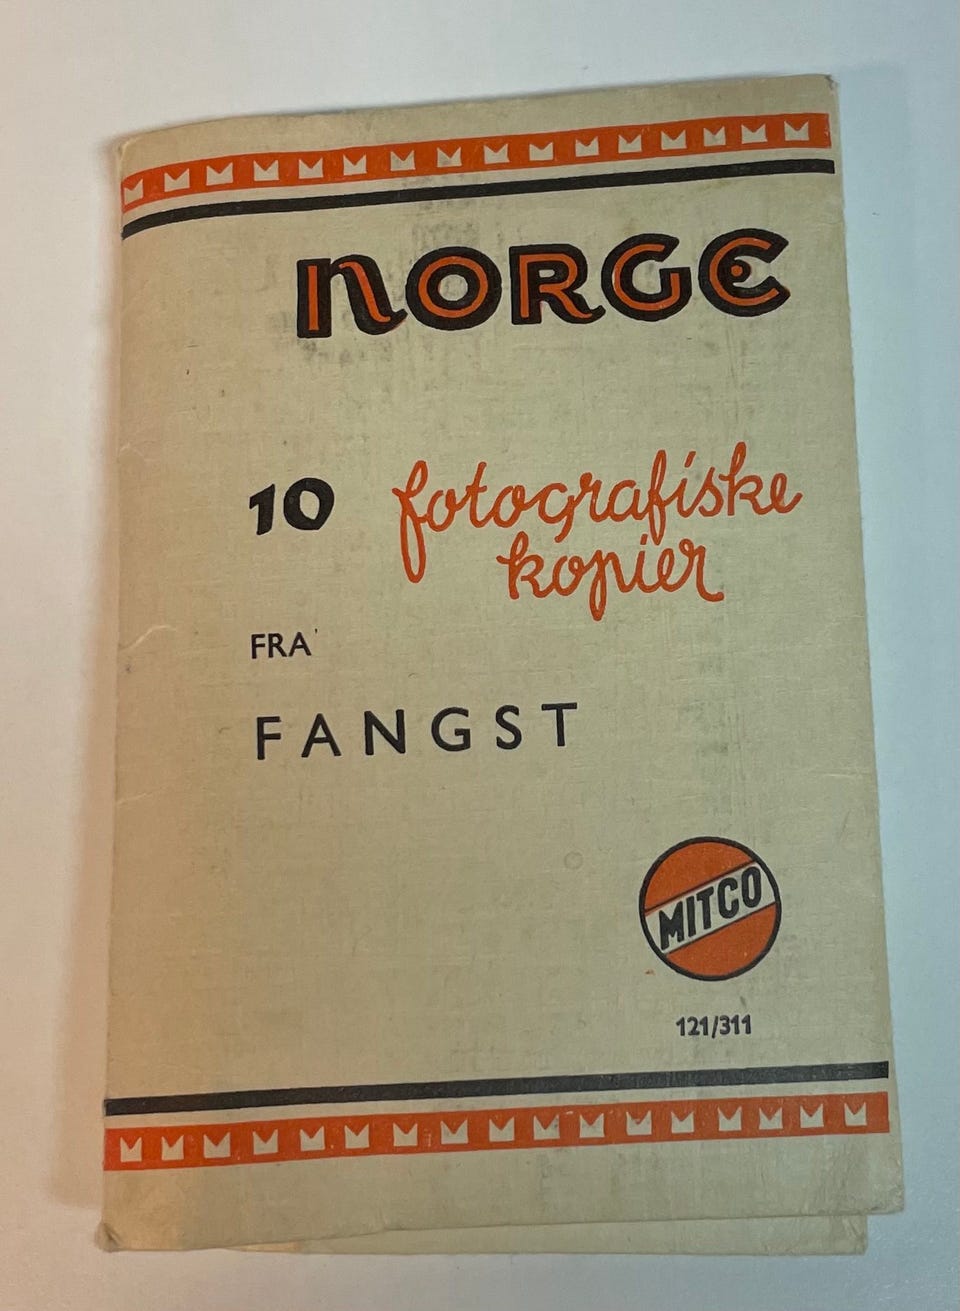 NORGE
10 fotografiske
kopier
FRA'
FANGST
MITCO
121/311